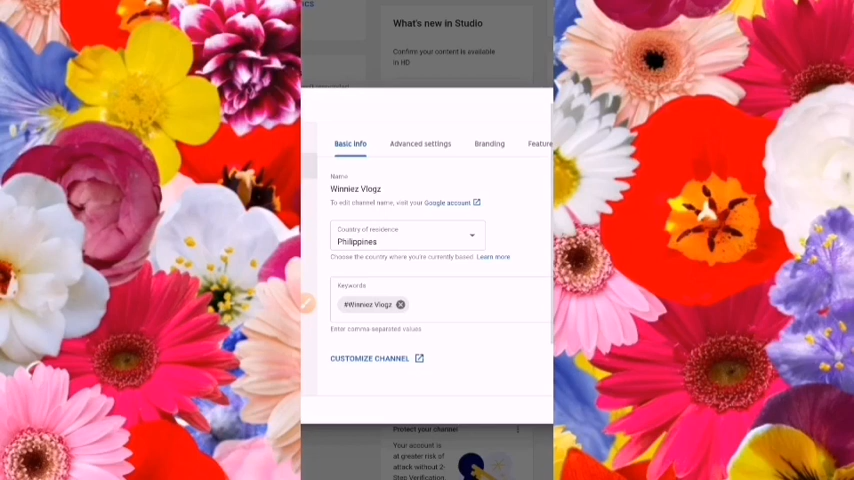 What's new in Studio
Confirm your content is available
in HD
Basic info Advanced settings Branding Feature
Name
Winniez Vlogz
To edit channel name, visit your Google account
Country of residence
Philippines
Choose the country where you're currently based. Learn more
Keywords
#Winniez Vlogz
Enter comma-separated values
CUSTOMIZE CHANNEL
Protect your channel
Your account is
at greater risk of
attack without 2-
Step Verification.